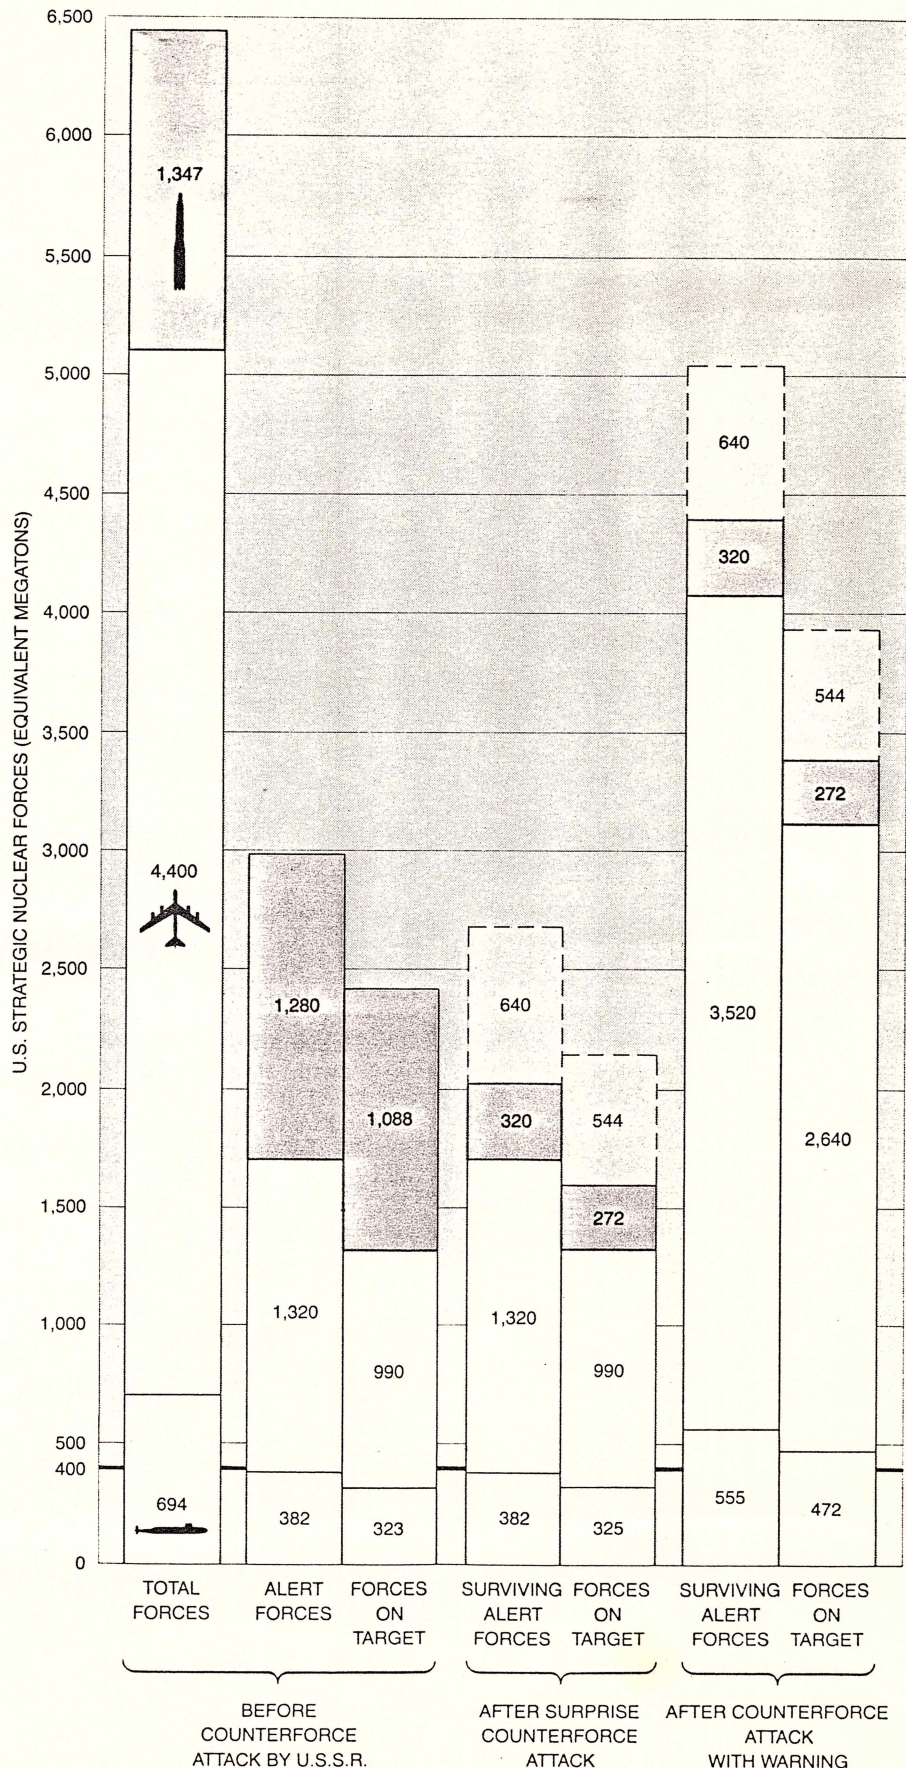 U.S. STRATEGIC NUCLEAR FORCES (EQUIVALENT MEGATONS)
6,500
6,000
5,500
5,000
4,500
4,000
3,500
3,000
2,500
2,000
1,500
1,000
500
400
0
1,347
4,400
694
1,280
1,320
382
1,088
990
323
640
320
1,320
382
544
272
990
325
640
320
3,520
555
544
272
2,640
472
TOTAL
FORCES
ALERT
FORCES
FORCES
ON
TARGET
SURVIVING
ALERT
FORCES
FORCES
ON
TARGET
SURVIVING
ALERT
FORCES
FORCES
ON
TARGET
BEFORE
COUNTERFORCE
ATTACK BY U.S.S.R.
AFTER SURPRISE
COUNTERFORCE
ATTACK
AFTER COUNTERFORCE
ATTACK
WITH WARNING